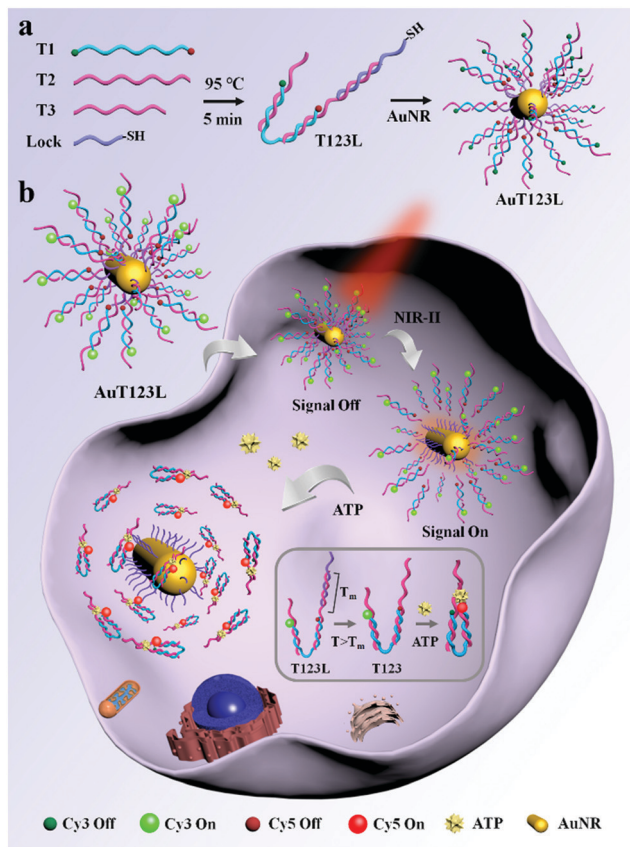 a
T1
T2
T3
Lock
-SH
95 °C
5 min
-SH
T123L
AuNR
AuT123L
b
AuT123L
NIR-II
Signal Off
Signal On
ATP
Tm
T>Tm
ATP
T123L
T123
Cy3 Off Cy3 On Cy5 Off Cy5 On ATP AuNR